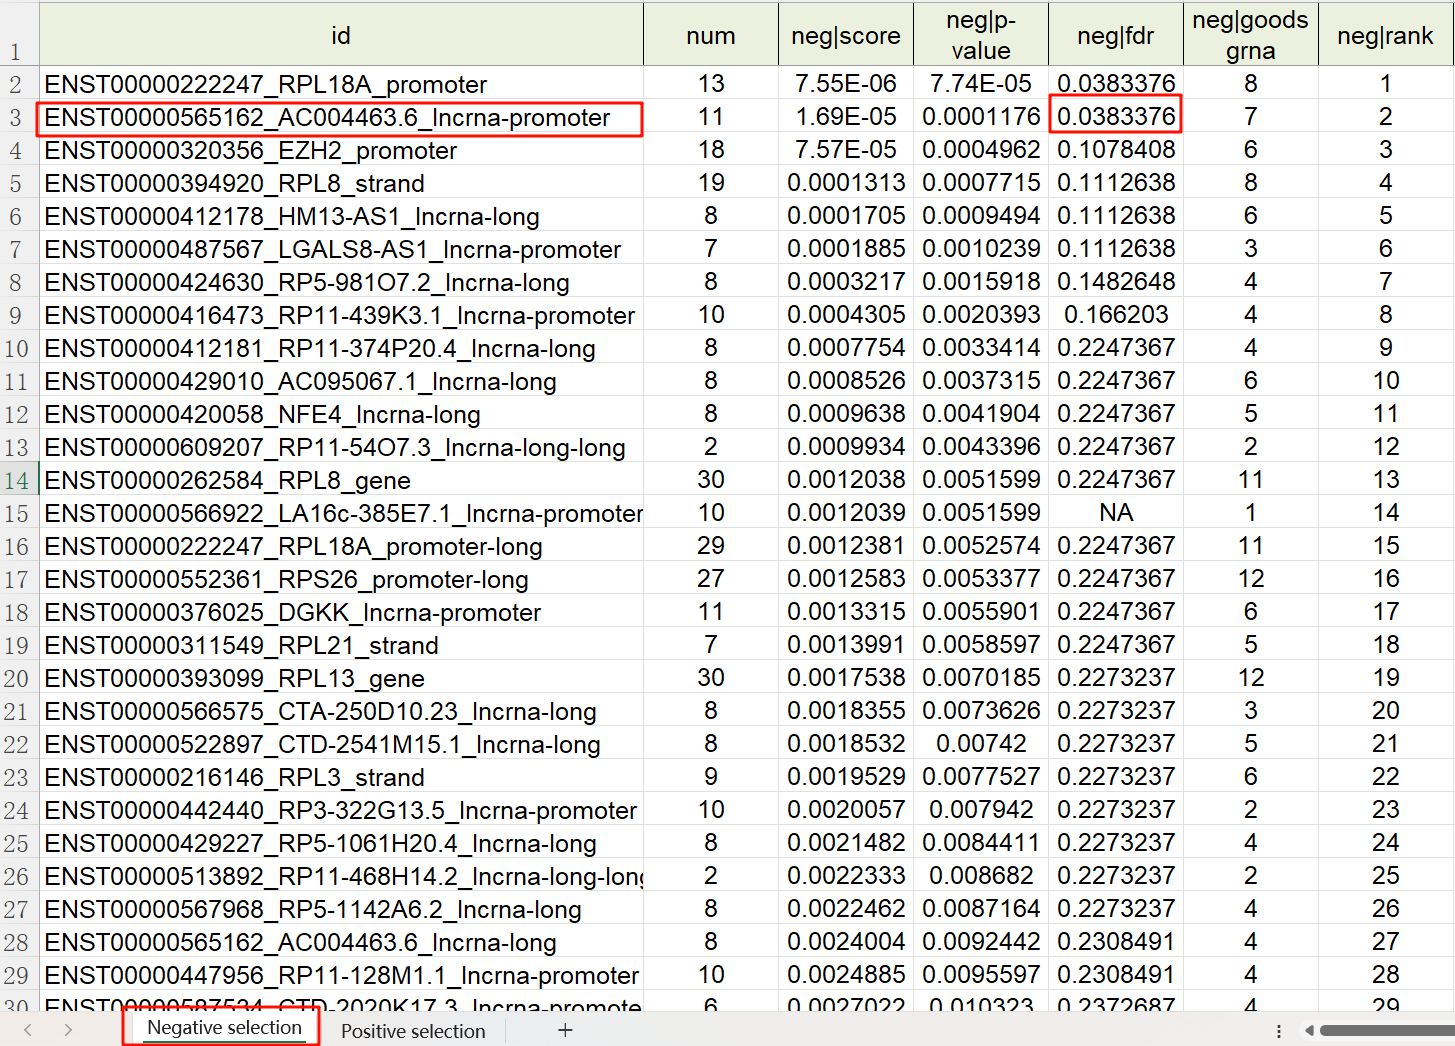 1 id num neg|score neg|p-value neg|fdr neg|goodsgrna neg|rank
2 ENST00000222247_RPL18A_promoter 13 7.55E-06 7.74E-05 0.0383376 8 1
3 ENST00000565162_AC004463.6_lncrna-promoter 11 1.69E-05 0.0001176 0.0383376 7 2
4 ENST00000320356_EZH2_promoter 18 7.57E-05 0.0004962 0.1078408 6 3
5 ENST00000394920_RPL8_strand 19 0.0001313 0.0007715 0.1112638 8 4
6 ENST00000412178_HM13-AS1_lncrna-long 8 0.0001705 0.0009494 0.1112638 6 5
7 ENST00000487567_LGALS8-AS1_lncrna-promoter 7 0.0001885 0.0010239 0.1112638 3 6
8 ENST00000424630_RP5-981O7.2_lncrna-long 8 0.0003217 0.0015918 0.1482648 4 7
9 ENST00000416473_RP11-439K3.1_lncrna-promoter 10 0.0004305 0.0020393 0.166203 4 8
10 ENST00000412181_RP11-374P20.4_lncrna-long 8 0.0007754 0.0033414 0.2247367 4 9
11 ENST00000429010_AC095067.1_lncrna-long 8 0.0008526 0.0037315 0.2247367 6 10
12 ENST00000420058_NFE4_lncrna-long 8 0.0009638 0.0041904 0.2247367 5 11
13 ENST00000609207_RP11-54O7.3_lncrna-long-long 2 0.0009934 0.0043396 0.2247367 2 12
14 ENST00000262584_RPL8_gene 30 0.0012038 0.0051599 0.2247367 11 13
15 ENST00000566922_LA16c-385E7.1_lncrna-promoter 10 0.0012039 0.0051599 NA 1 14
16 ENST00000222247_RPL18A_promoter-long 29 0.0012381 0.0052574 0.2247367 11 15
17 ENST00000552361_RPS26_promoter-long 27 0.0012583 0.0053377 0.2247367 12 16
18 ENST00000376025_DGKK_lncrna-promoter 11 0.0013315 0.0055901 0.2247367 6 17
19 ENST00000311549_RPL21_strand 7 0.0013991 0.0058597 0.2247367 5 18
20 ENST00000393099_RPL13_gene 30 0.0017538 0.0070185 0.2273237 12 19
21 ENST00000566575_CTA-250D10.23_lncrna-long 8 0.0018355 0.0073626 0.2273237 3 20
22 ENST00000522897_CTD-2541M15.1_lncrna-long 8 0.0018532 0.00742 0.2273237 5 21
23 ENST00000216146_RPL3_strand 9 0.0019529 0.0077527 0.2273237 6 22
24 ENST00000442440_RP3-322G13.5_lncrna-promoter 10 0.0020057 0.007942 0.2273237 2 23
25 ENST00000429227_RP5-1061H20.4_lncrna-long 8 0.0021482 0.0084411 0.2273237 4 24
26 ENST00000513892_RP11-468H14.2_lncrna-long-long 2 0.0022333 0.008682 0.2273237 2 25
27 ENST00000567968_RP5-1142A6.2_lncrna-long 8 0.0022462 0.0087164 0.2273237 4 26
28 ENST00000565162_AC004463.6_lncrna-long 8 0.0024004 0.0092442 0.2308491 4 27
29 ENST00000447956_RP11-128M1.1_lncrna-promoter 10 0.0024885 0.0095597 0.2308491 4 28
30 ENST00000587534_CTD-2020K17.3_lncrna-promote 6 0.0027022 0.010323 0.2372687 4 29
Negative selection Positive selection +